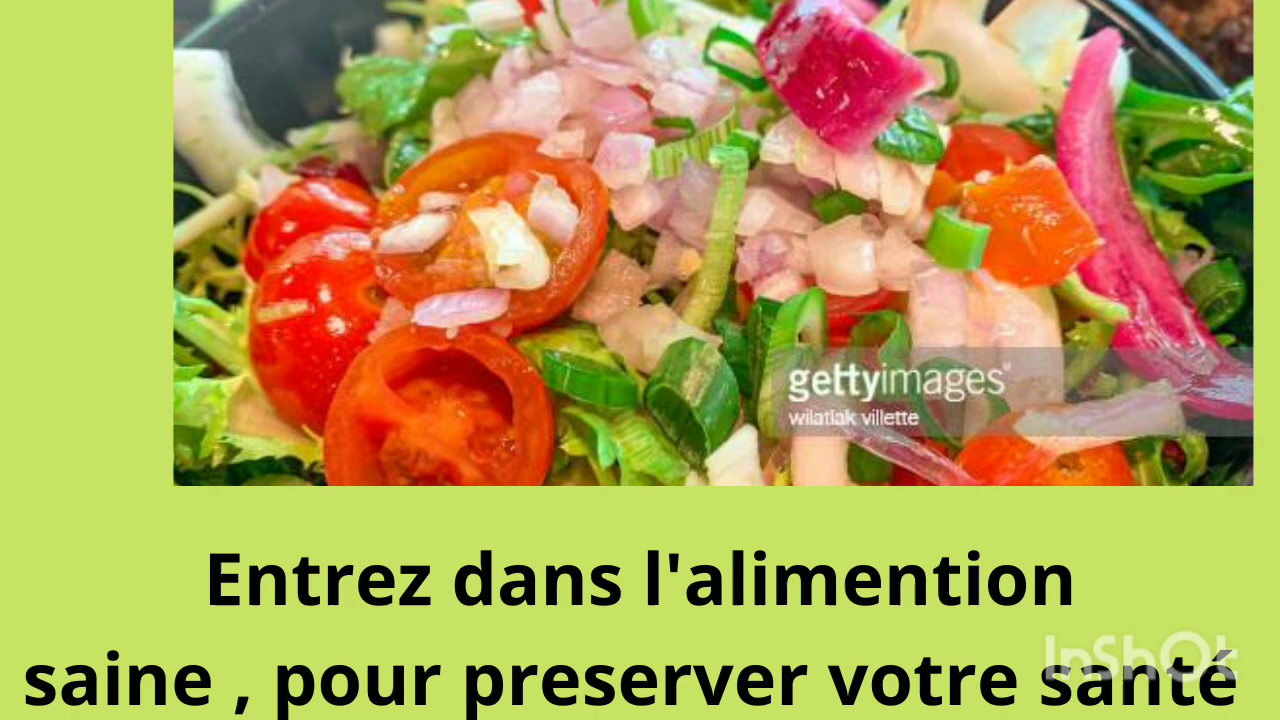 gettyimages®
wilatlak villette
Entrez dans l'alimention
saine , pour preserver votre santé
InShOt